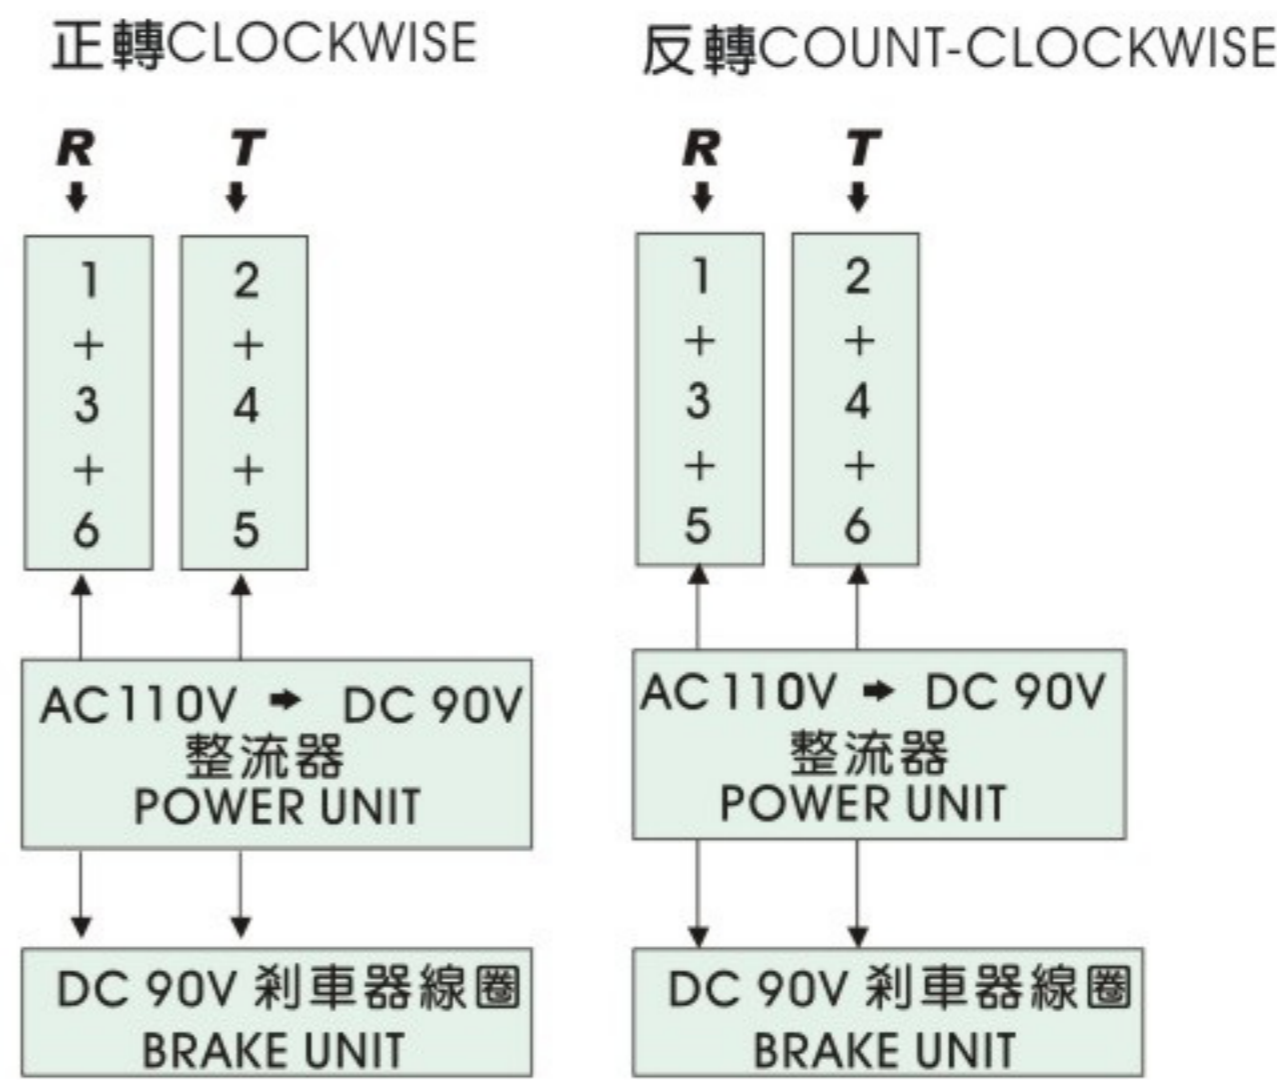 正轉CLOCKWISE
R T
1 2
+ +
3 4
+ +
6 5
AC110V ➡ DC 90V
整流器
POWER UNIT
DC 90V 剎車器線圈
BRAKE UNIT
反轉COUNT-CLOCKWISE
R T
1 2
+ +
3 4
+ +
5 6
AC110V ➡ DC 90V
整流器
POWER UNIT
DC 90V 剎車器線圈
BRAKE UNIT